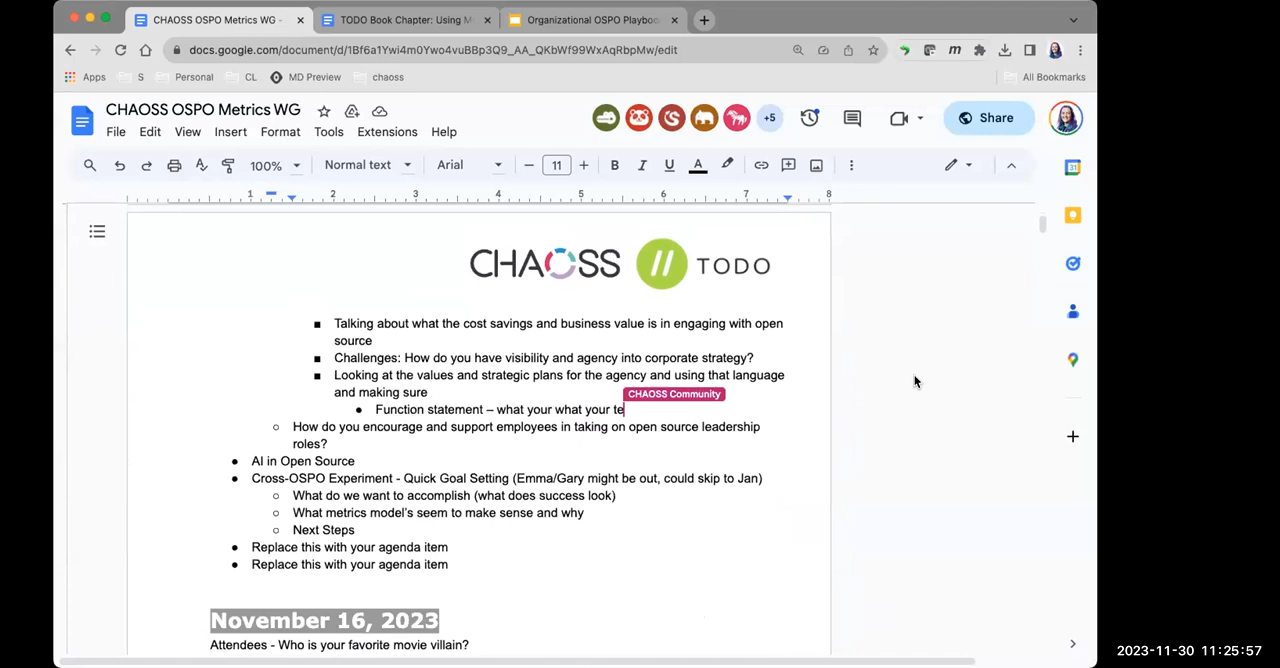 CHAOSS OSPO Metrics WG -
TODO Book Chapter: Using M
Organizational OSPO Playboo
docs.google.com/document/d/1Bf6a1Ywi4m0Ywo4vuBBp3Q9_AA_QKbWf99WxAqRbpMw/edit
Apps S Personal CL MD Preview chaoss All Bookmarks
CHAOSS OSPO Metrics WG
+5
Share
File Edit View Insert Format Tools Extensions Help
100% Normal text Arial 11 B I U A
1 2 3 4 5 6 7 8
CHAOSS // TODO
■ Talking about what the cost savings and business value is in engaging with open
source
■ Challenges: How do you have visibility and agency into corporate strategy?
■ Looking at the values and strategic plans for the agency and using that language
and making sure
CHAOSS Community
● Function statement – what your what your te
○ How do you encourage and support employees in taking on open source leadership
roles?
● AI in Open Source
● Cross-OSPO Experiment - Quick Goal Setting (Emma/Gary might be out, could skip to Jan)
○ What do we want to accomplish (what does success look)
○ What metrics model's seem to make sense and why
○ Next Steps
● Replace this with your agenda item
● Replace this with your agenda item
November 16, 2023
Attendees - Who is your favorite movie villain?
2023-11-30 11:25:57